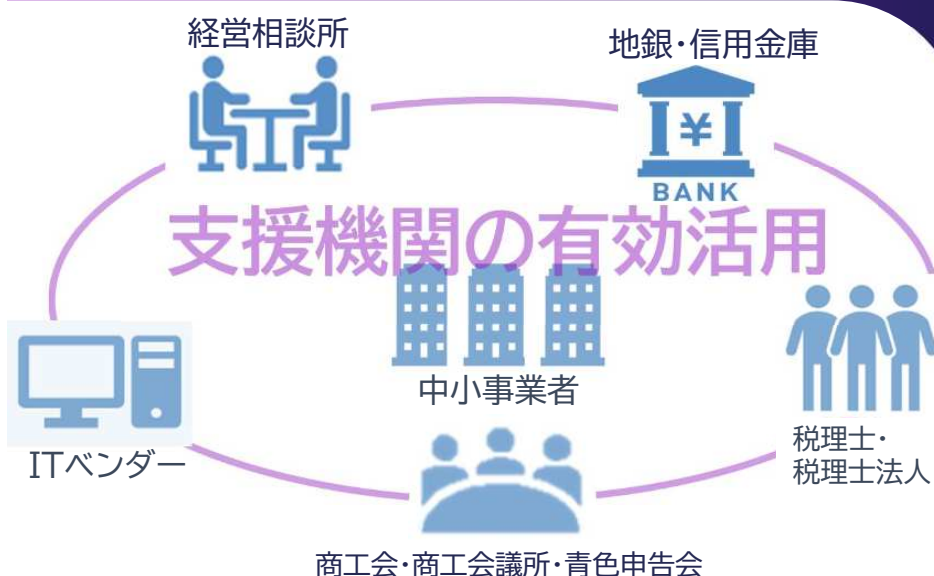 経営相談所
地銀・信用金庫
¥
BANK
支援機関の有効活用
中小事業者
ITベンダー
税理士・
税理士法人
商工会・商工会議所・青色申告会